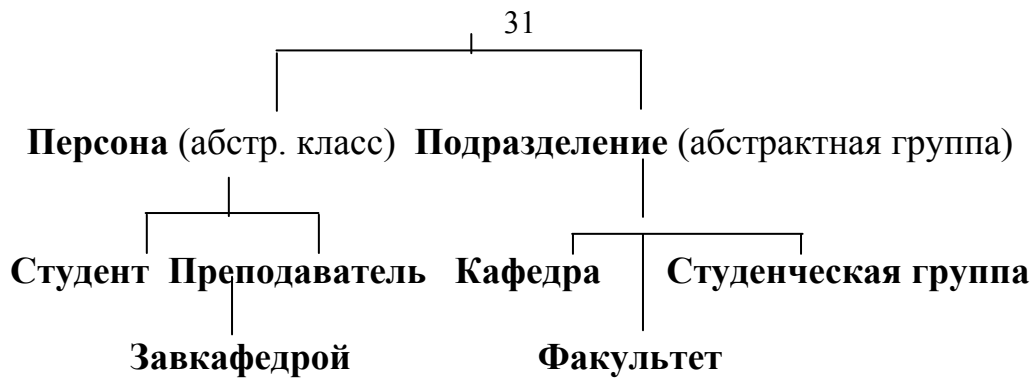 31
Персона (абстр. класс) Подразделение (абстрактная группа)
Студент Преподаватель Кафедра Студенческая группа
Завкафедрой Факультет